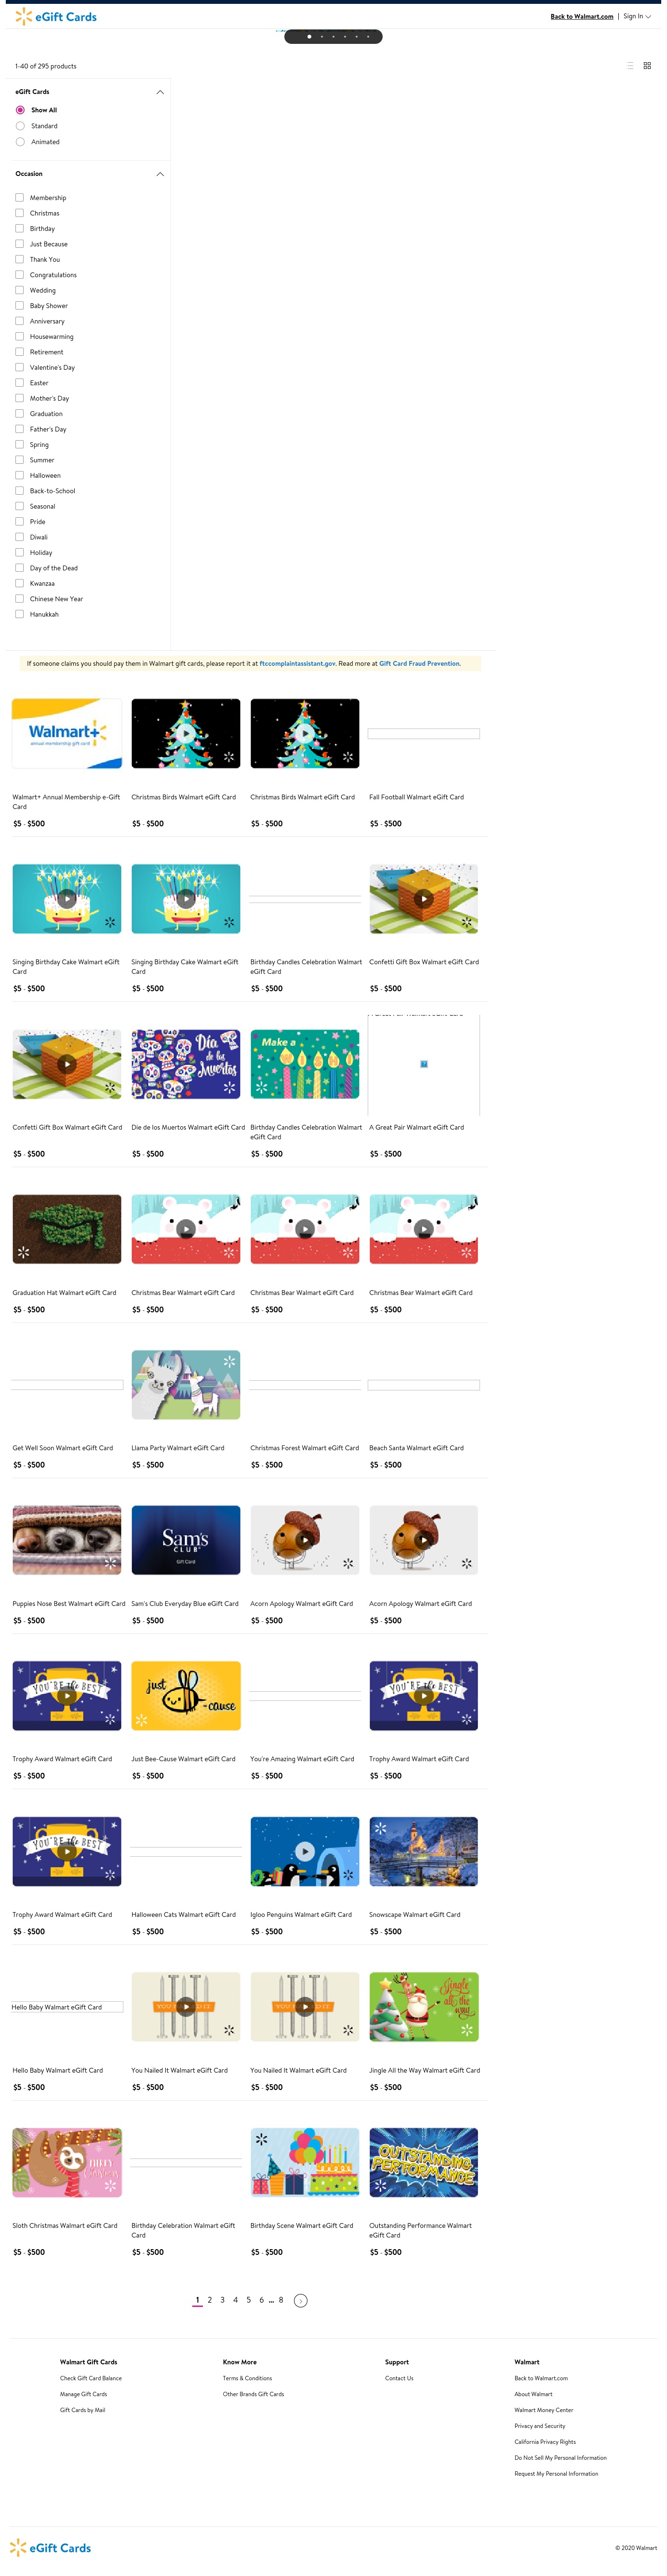 eGift Cards
Back to Walmart.com | Sign In
1-40 of 295 products
eGift Cards
Show All
Standard
Animated
Occasion
Membership
Christmas
Birthday
Just Because
Thank You
Congratulations
Wedding
Baby Shower
Anniversary
Housewarming
Retirement
Valentine's Day
Easter
Mother's Day
Graduation
Father's Day
Spring
Summer
Halloween
Back-to-School
Seasonal
Pride
Diwali
Holiday
Day of the Dead
Kwanzaa
Chinese New Year
Hanukkah
If someone claims you should pay them in Walmart gift cards, please report it at ftccomplaintassistant.gov. Read more at Gift Card Fraud Prevention.
Walmart+
annual membership gift card
Walmart+ Annual Membership e-Gift
Card
$5 - $500
Christmas Birds Walmart eGift Card
$5 - $500
Christmas Birds Walmart eGift Card
$5 - $500
Fall Football Walmart eGift Card
$5 - $500
Singing Birthday Cake Walmart eGift
Card
$5 - $500
Singing Birthday Cake Walmart eGift
Card
$5 - $500
Birthday Candles Celebration Walmart
eGift Card
$5 - $500
Confetti Gift Box Walmart eGift Card
$5 - $500
Confetti Gift Box Walmart eGift Card
$5 - $500
Día
de los
Muertos
Die de los Muertos Walmart eGift Card
$5 - $500
Make a
Birthday Candles Celebration Walmart
eGift Card
$5 - $500
A Great Pair Walmart eGift Card
$5 - $500
Graduation Hat Walmart eGift Card
$5 - $500
Christmas Bear Walmart eGift Card
$5 - $500
Christmas Bear Walmart eGift Card
$5 - $500
Christmas Bear Walmart eGift Card
$5 - $500
Get Well Soon Walmart eGift Card
$5 - $500
Llama Party Walmart eGift Card
$5 - $500
Christmas Forest Walmart eGift Card
$5 - $500
Beach Santa Walmart eGift Card
$5 - $500
Puppies Nose Best Walmart eGift Card
$5 - $500
Sam's
CLUB
Gift Card
Sam's Club Everyday Blue eGift Card
$5 - $500
Acorn Apology Walmart eGift Card
$5 - $500
Acorn Apology Walmart eGift Card
$5 - $500
YOU'RE the BEST
Trophy Award Walmart eGift Card
$5 - $500
just
-cause
Just Bee-Cause Walmart eGift Card
$5 - $500
You're Amazing Walmart eGift Card
$5 - $500
YOU'RE the BEST
Trophy Award Walmart eGift Card
$5 - $500
YOU'RE the BEST
Trophy Award Walmart eGift Card
$5 - $500
Halloween Cats Walmart eGift Card
$5 - $500
Igloo Penguins Walmart eGift Card
$5 - $500
Snowscape Walmart eGift Card
$5 - $500
Hello Baby Walmart eGift Card
Hello Baby Walmart eGift Card
$5 - $500
You Nailed It Walmart eGift Card
$5 - $500
You Nailed It Walmart eGift Card
$5 - $500
Jingle
all the
way
Jingle All the Way Walmart eGift Card
$5 - $500
Sloth Christmas Walmart eGift Card
$5 - $500
Birthday Celebration Walmart eGift
Card
$5 - $500
Birthday Scene Walmart eGift Card
$5 - $500
OUTSTANDING
PERFORMANCE
Outstanding Performance Walmart
eGift Card
$5 - $500
1 2 3 4 5 6 ... 8
Walmart Gift Cards
Check Gift Card Balance
Manage Gift Cards
Gift Cards by Mail
Know More
Terms & Conditions
Other Brands Gift Cards
Support
Contact Us
Walmart
Back to Walmart.com
About Walmart
Walmart Money Center
Privacy and Security
California Privacy Rights
Do Not Sell My Personal Information
Request My Personal Information
eGift Cards
© 2020 Walmart